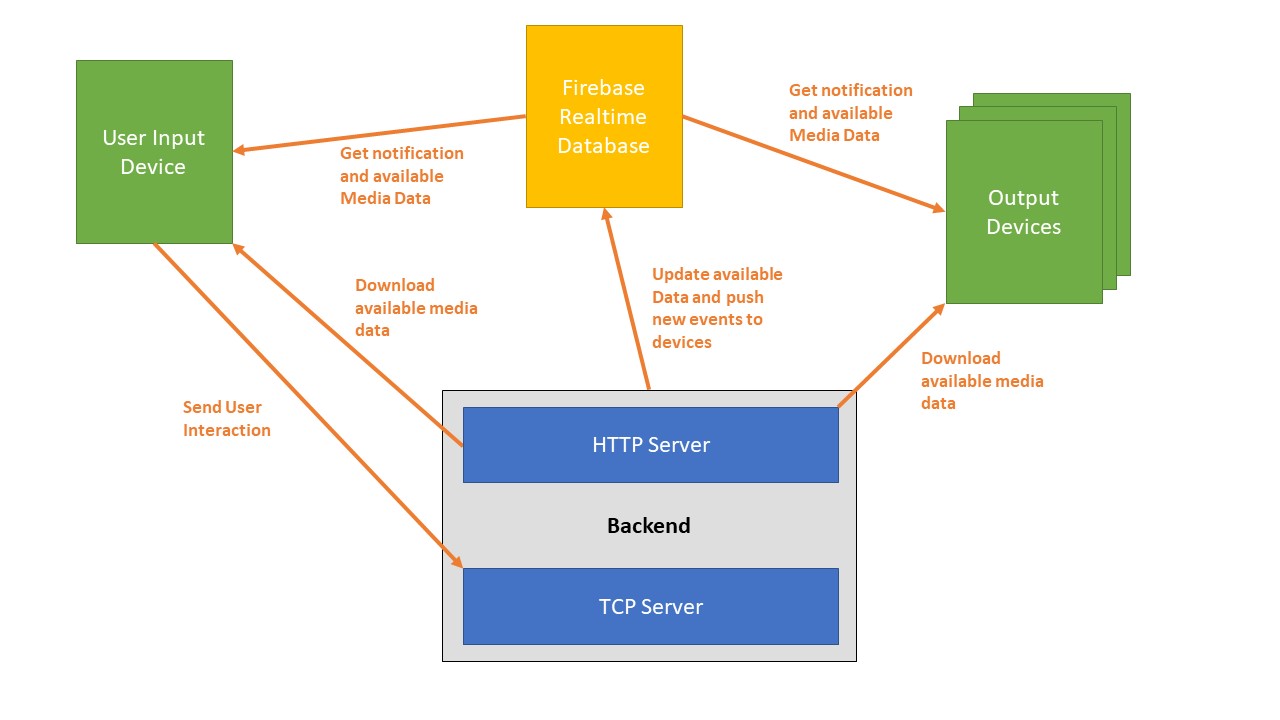 User Input
Device
Firebase
Realtime
Database
Get notification
and available
Media Data
Output
Devices
Get notification
and available
Media Data
Download
available media
data
Update available
Data and push
new events to
devices
Download
available media
data
Send User
Interaction
HTTP Server
Backend
TCP Server